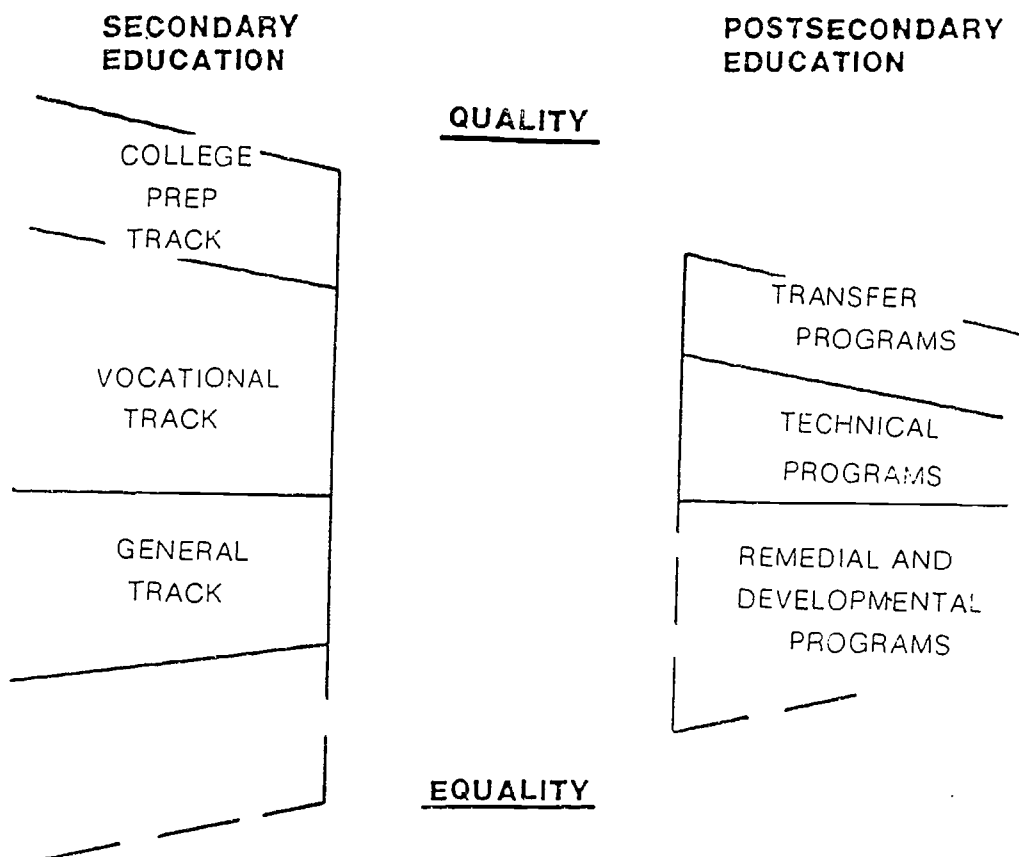 SECONDARY
EDUCATION
POSTSECONDARY
EDUCATION
QUALITY
COLLEGE
PREP
TRACK
VOCATIONAL
TRACK
GENERAL
TRACK
TRANSFER
PROGRAMS
TECHNICAL
PROGRAMS
REMEDIAL AND
DEVELOPMENTAL
PROGRAMS
EQUALITY